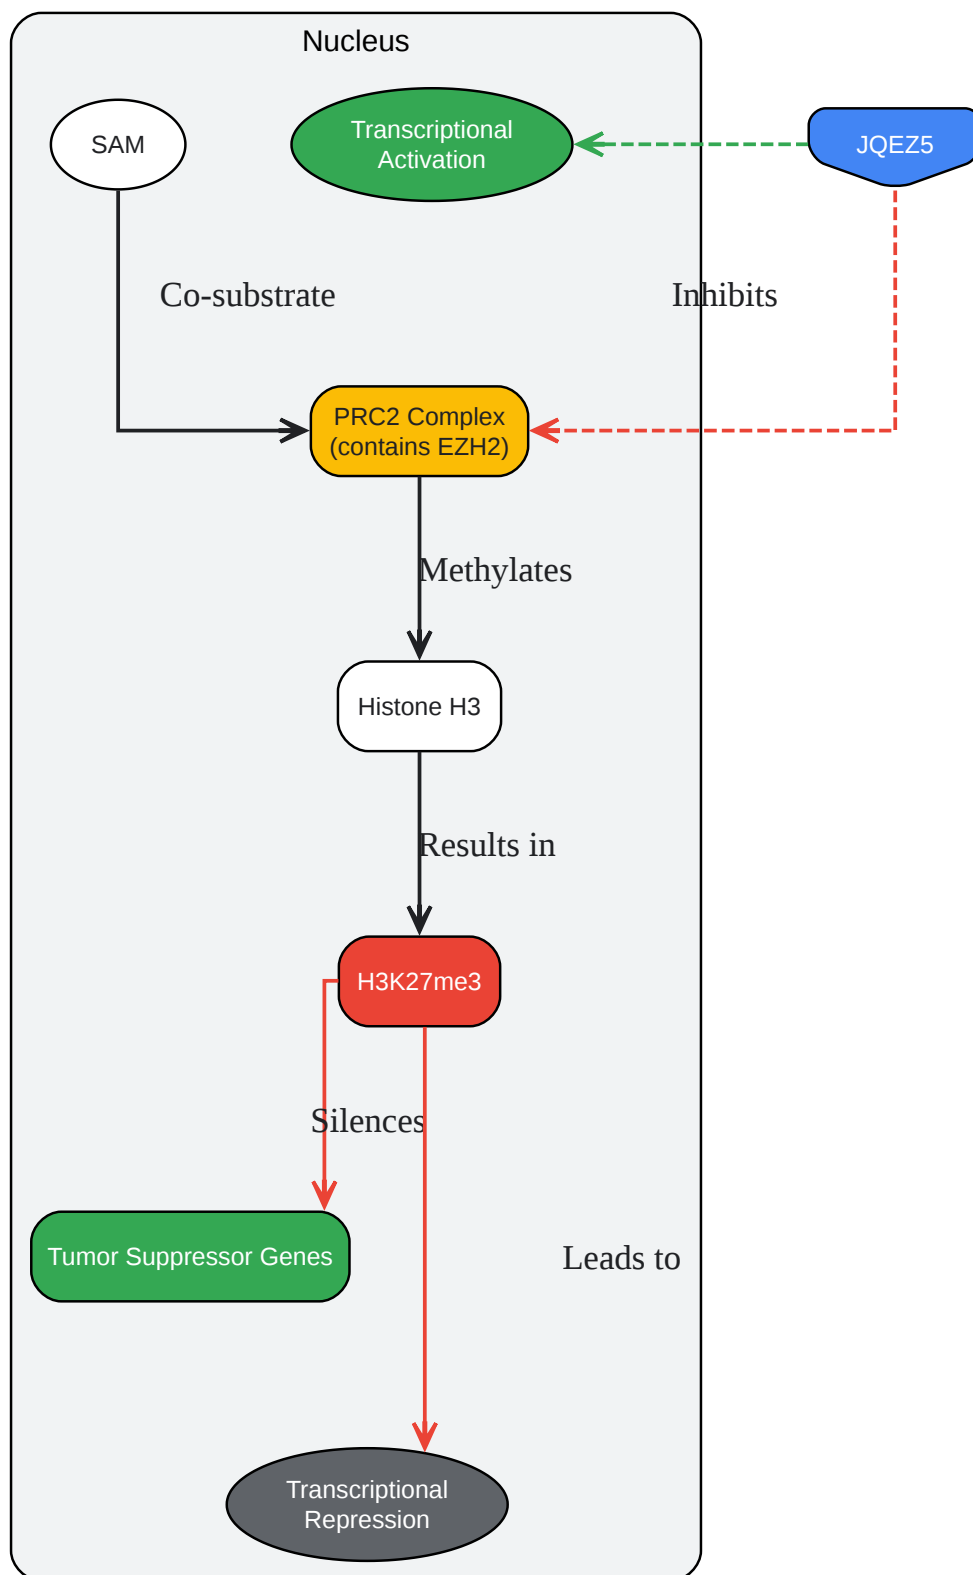 Nucleus
SAM
Transcriptional
Activation
JQEZ5
Co-substrate
Inhibits
PRC2 Complex
(contains EZH2)
Methylates
Histone H3
Results in
H3K27me3
Silences
Tumor Suppressor Genes
Leads to
Transcriptional
Repression